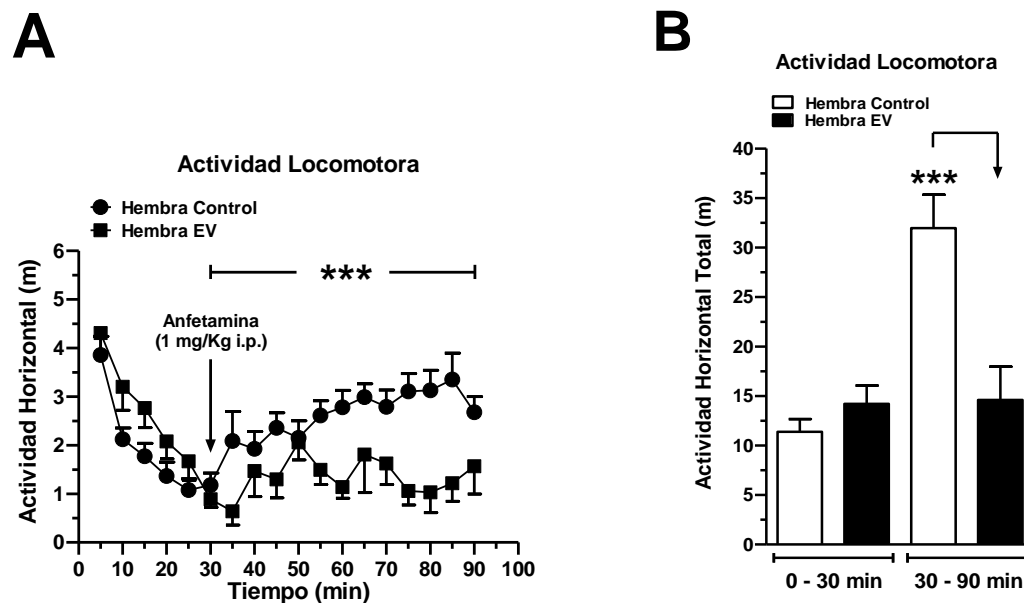 A
Actividad Locomotora
Hembra Control
Hembra EV
***
Anfetamina
(1 mg/Kg i.p.)
Actividad Horizontal (m)
6
5
4
3
2
1
0
0 10 20 30 40 50 60 70 80 90 100
Tiempo (min)
B
Actividad Locomotora
Hembra Control
Hembra EV
***
Actividad Horizontal Total (m)
40
35
30
25
20
15
10
5
0
0 - 30 min 30 - 90 min